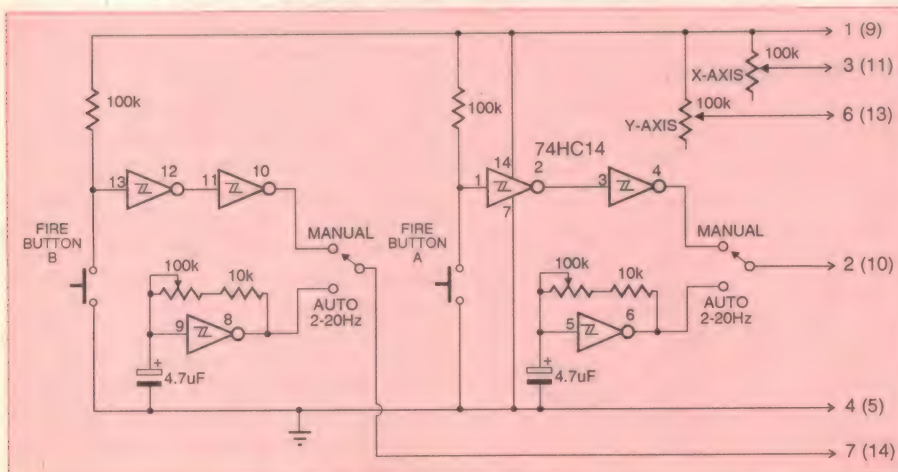 1 (9)
3 (11)
6 (13)
100k
X-AXIS
100k
Y-AXIS
100k
100k
74HC14
13
12
11
10
14
1
2
7
3
4
FIRE
BUTTON
B
MANUAL
FIRE
BUTTON
A
MANUAL
2 (10)
100k
10k
AUTO
2-20Hz
9
8
100k
10k
AUTO
2-20Hz
5
6
+
4.7uF
+
4.7uF
4 (5)
7 (14)